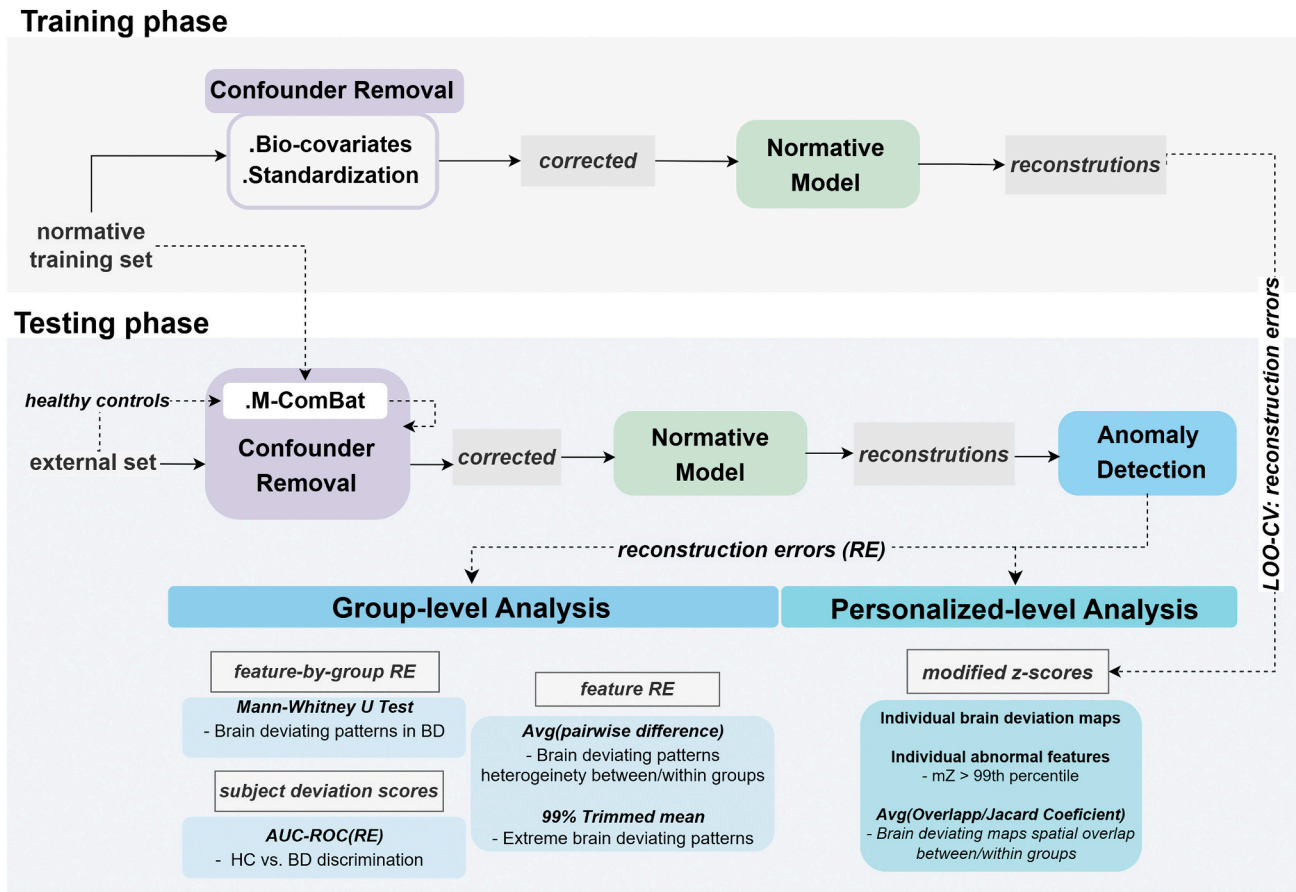 Training phase
Confounder Removal
.Bio-covariates
.Standardization
corrected
Normative
Model
reconstrutions
normative
training set
LOO-CV: reconstruction errors
Testing phase
healthy controls
.M-ComBat
external set
Confounder
Removal
corrected
Normative
Model
reconstrutions
Anomaly
Detection
reconstruction errors (RE)
Group-level Analysis
Personalized-level Analysis
feature-by-group RE
Mann-Whitney U Test
- Brain deviating patterns in BD
subject deviation scores
AUC-ROC(RE)
- HC vs. BD discrimination
feature RE
Avg(pairwise difference)
- Brain deviating patterns
heterogeinety between/within groups
99% Trimmed mean
- Extreme brain deviating patterns
modified z-scores
Individual brain deviation maps
Individual abnormal features
- mZ > 99th percentile
Avg(Overlapp/Jacard Coeficient)
- Brain deviating maps spatial overlap
between/within groups